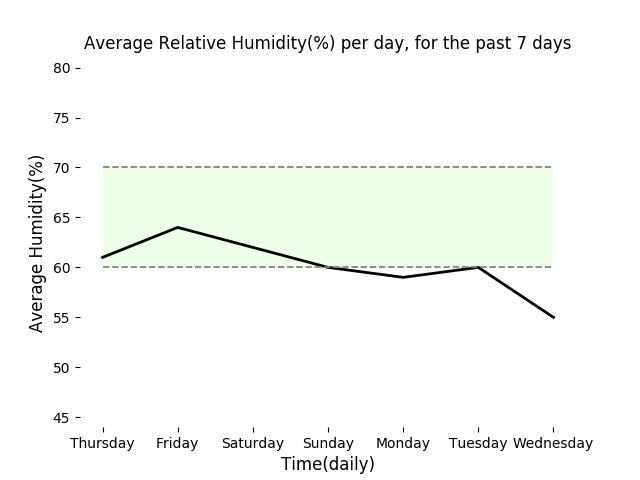 Average Relative Humidity(%) per day, for the past 7 days
80
75
70
65
60
55
50
45
Average Humidity(%)
Thursday Friday Saturday Sunday Monday Tuesday Wednesday
Time(daily)